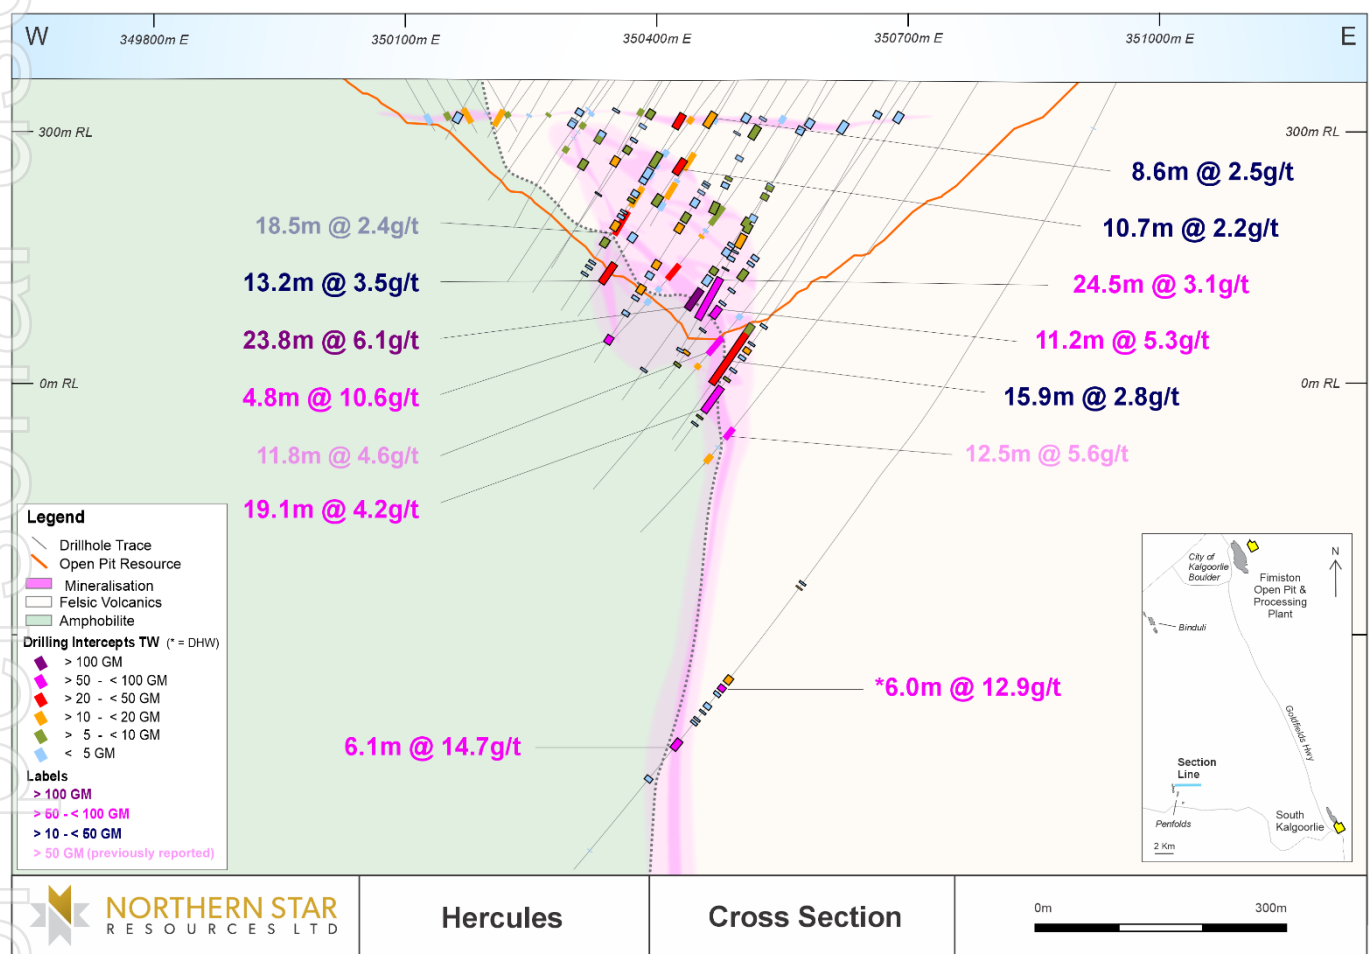 W
349800m E
350100m E
350400m E
350700m E
351000m E
E
300m RL
300m RL
8.6m @ 2.5g/t
18.5m @ 2.4g/t
10.7m @ 2.2g/t
13.2m @ 3.5g/t
24.5m @ 3.1g/t
23.8m @ 6.1g/t
11.2m @ 5.3g/t
0m RL
0m RL
4.8m @ 10.6g/t
15.9m @ 2.8g/t
11.8m @ 4.6g/t
12.5m @ 5.6g/t
19.1m @ 4.2g/t
*6.0m @ 12.9g/t
6.1m @ 14.7g/t
Legend
Drillhole Trace
Open Pit Resource
Mineralisation
Felsic Volcanics
Amphobilite
Drilling Intercepts TW (* = DHW)
> 100 GM
> 50 - < 100 GM
> 20 - < 50 GM
> 10 - < 20 GM
> 5 - < 10 GM
< 5 GM
Labels
> 100 GM
> 50 - < 100 GM
> 10 - < 50 GM
> 50 GM (previously reported)
City of
Kalgoorlie
Boulder
N
Fimiston
Open Pit &
Processing
Plant
Binduli
Goldfields Hwy
Section
Line
Penfolds
South
Kalgoorlie
2 Km
NORTHERN STAR
RESOURCES LTD
Hercules
Cross Section
0m
300m